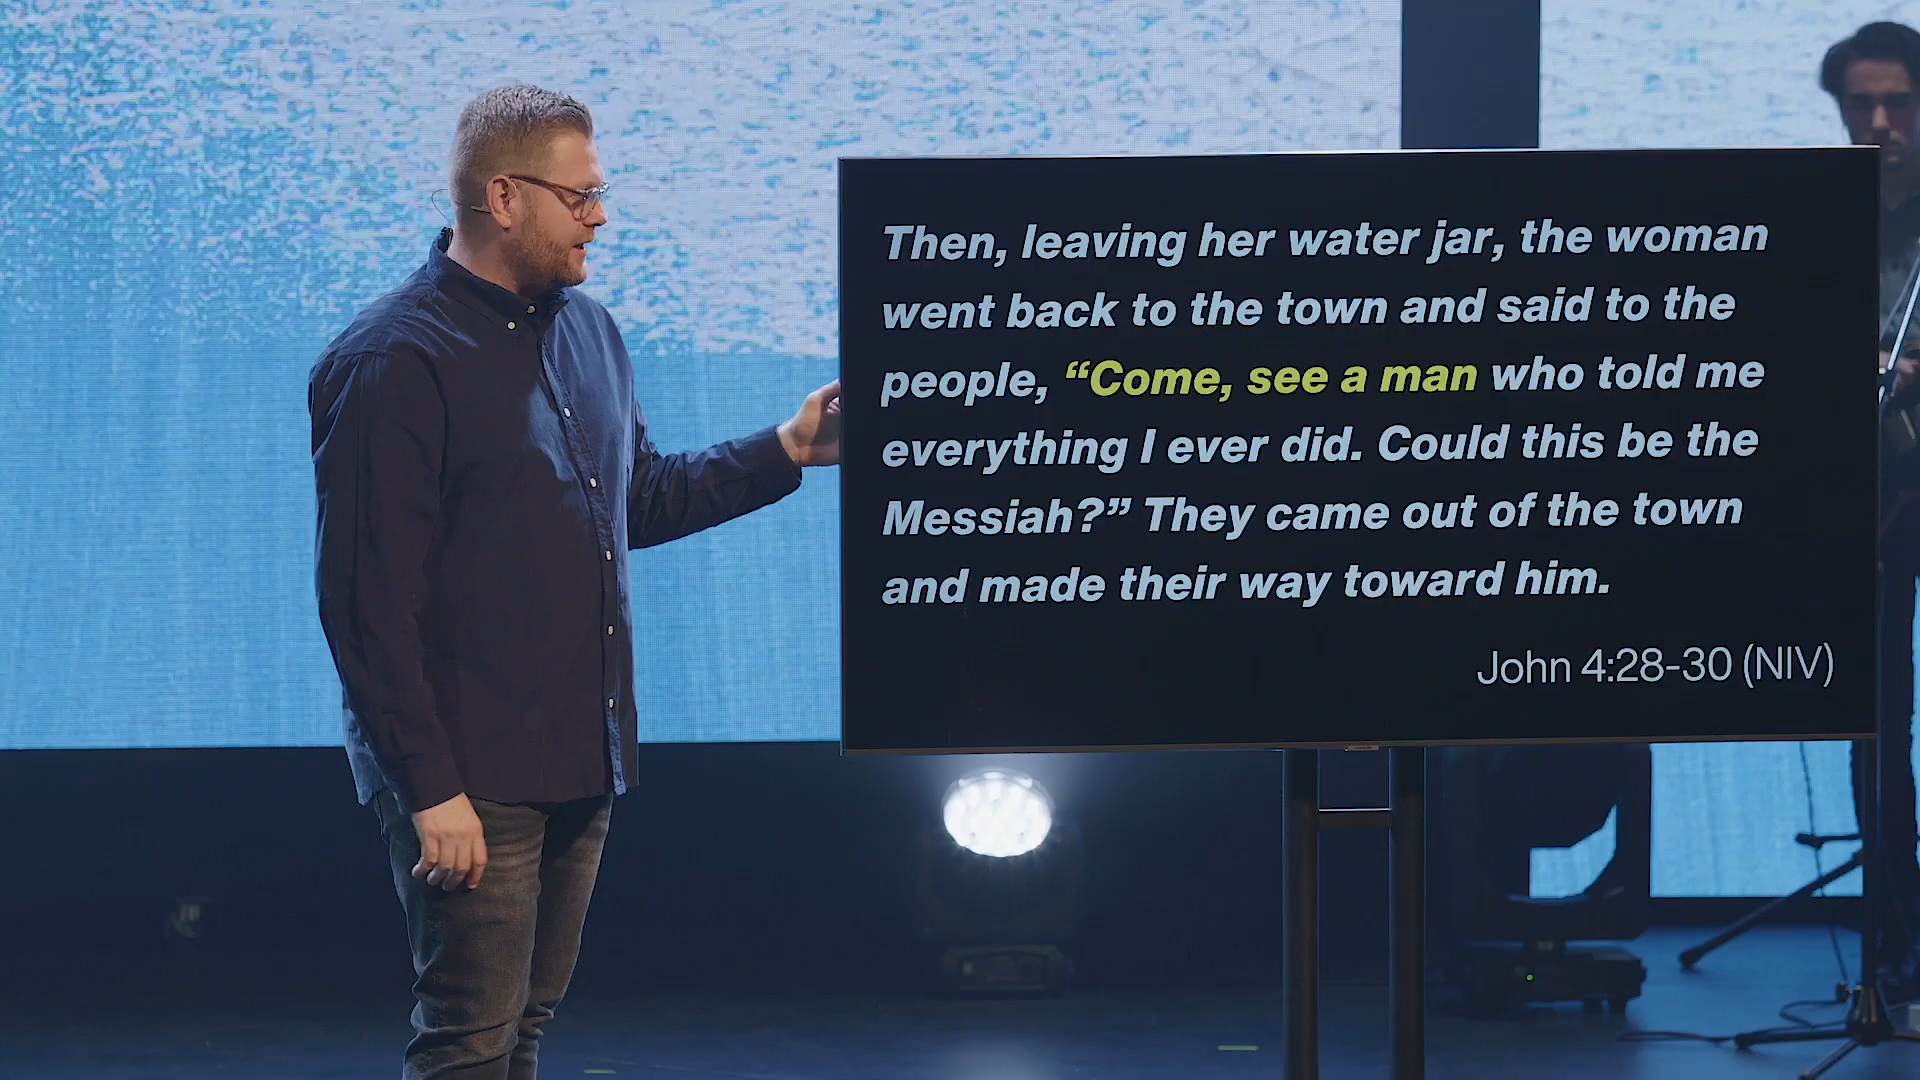 Then, leaving her water jar, the woman
went back to the town and said to the
people, “Come, see a man who told me
everything I ever did. Could this be the
Messiah?” They came out of the town
and made their way toward him.
John 4:28-30 (NIV)